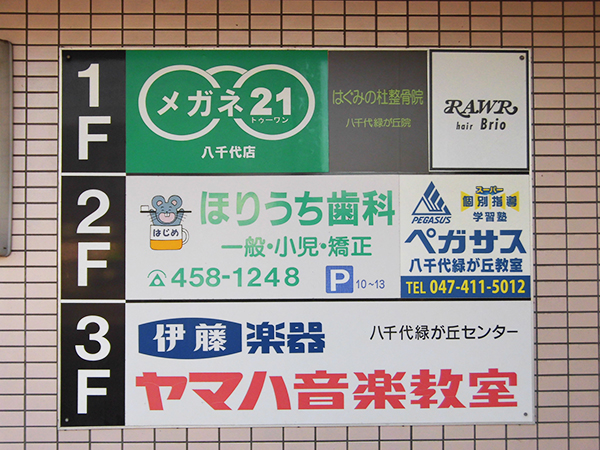 1F
メガネ21
トゥーワン
八千代店
はぐみの杜整骨院
八千代緑が丘院
RAWR
hair Brio
2F
はじめ
ほりうち歯科
一般・小児・矯正
458-1248
P 10~13
PEGASUS
スーパー
個別指導
学習塾
ペガサス
八千代緑が丘教室
TEL 047-411-5012
3F
伊藤楽器
八千代緑が丘センター
ヤマハ音楽教室